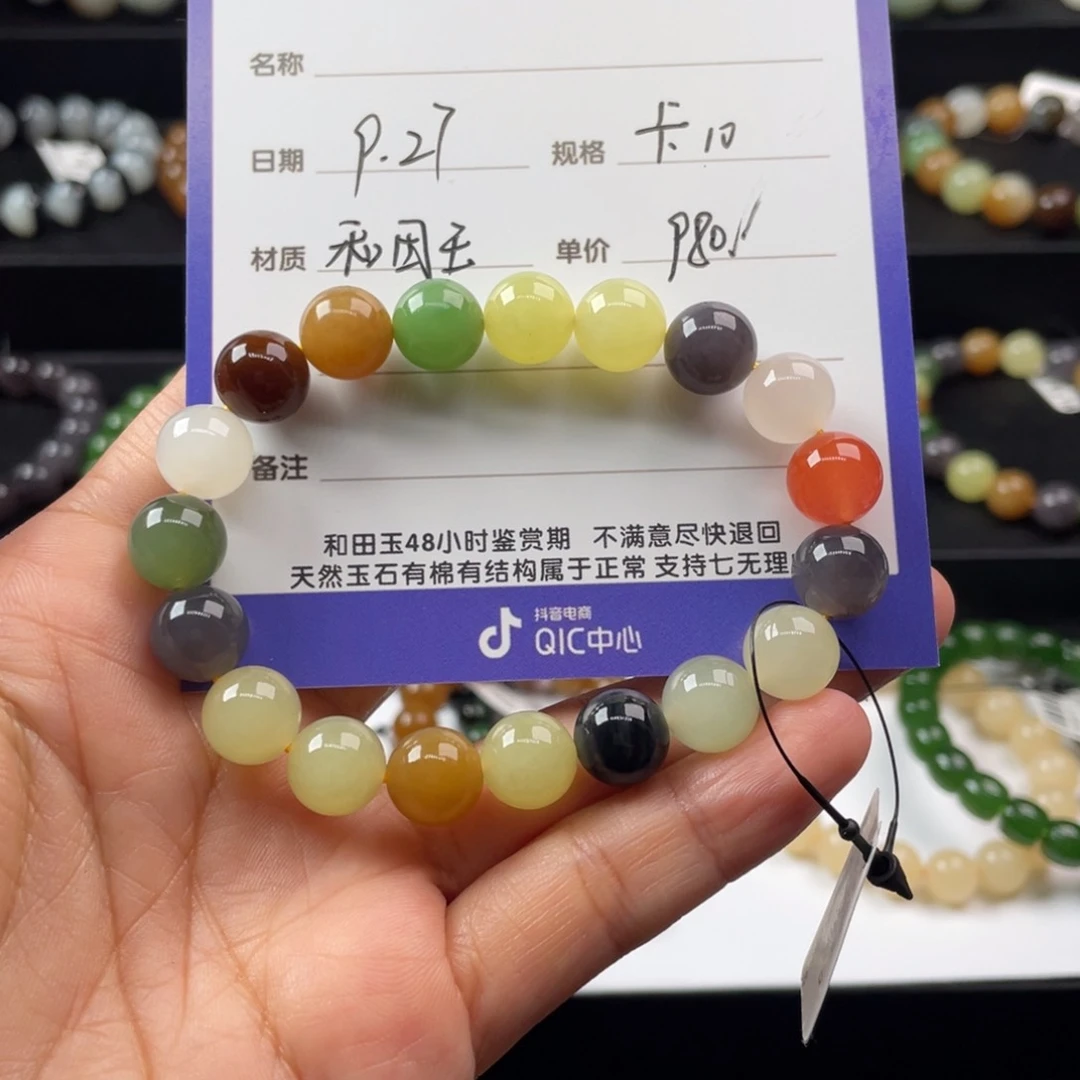 名称
日期 9.27 规格 卡10
材质 和田玉 单价 980
备注
和田玉48小时鉴赏期 不满意尽快退回
天然玉石有棉有结构属于正常 支持七无理
抖音电商
QIC中心